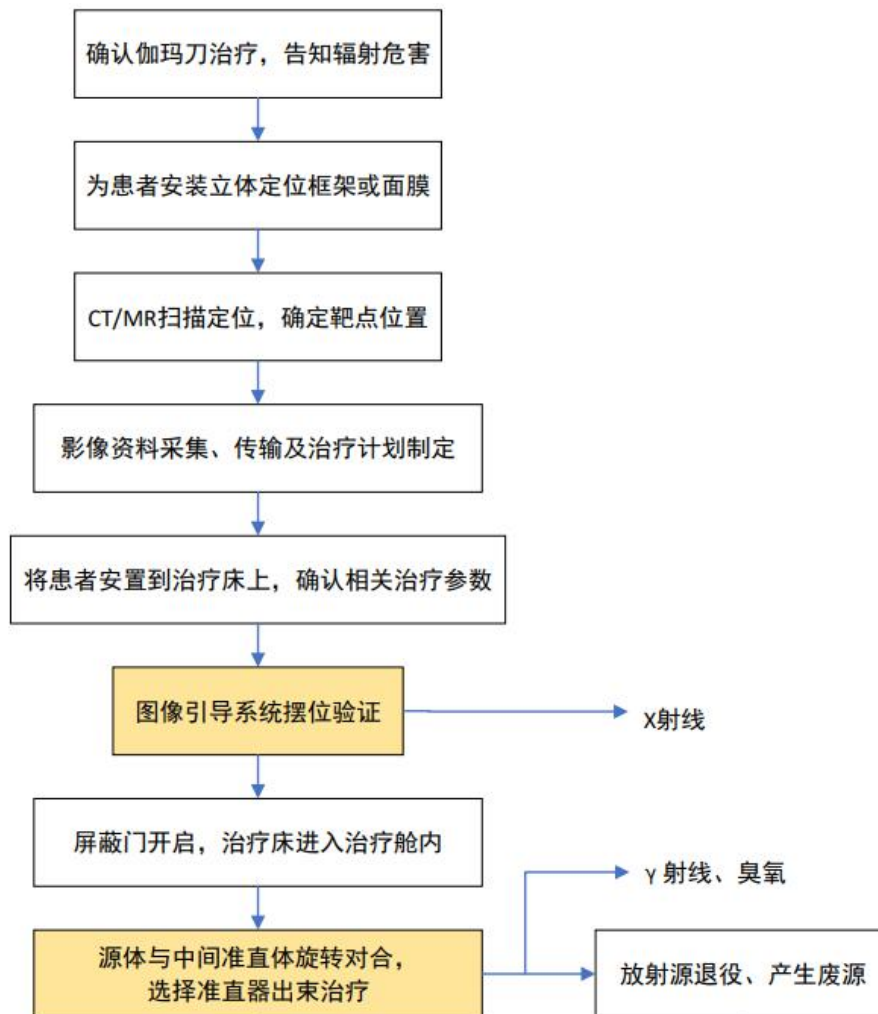 确认伽玛刀治疗，告知辐射危害
为患者安装立体定位框架或面膜
CT/MR扫描定位，确定靶点位置
影像资料采集、传输及治疗计划制定
将患者安置到治疗床上，确认相关治疗参数
图像引导系统摆位验证
X射线
屏蔽门开启，治疗床进入治疗舱内
γ 射线、臭氧
源体与中间准直体旋转对合，
选择准直器出束治疗
放射源退役、产生废源